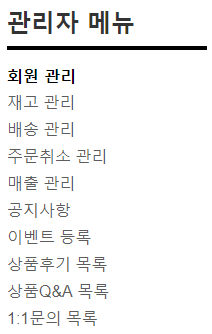 관리자 메뉴
회원 관리
재고 관리
배송 관리
주문취소 관리
매출 관리
공지사항
이벤트 등록
상품후기 목록
상품Q&A 목록
1:1문의 목록